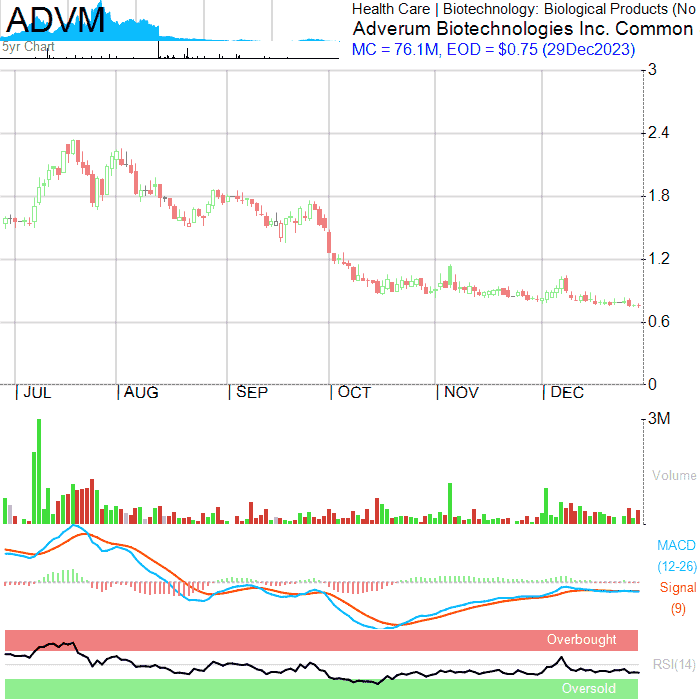 ADVM
Health Care | Biotechnology: Biological Products (No
Adverum Biotechnologies Inc. Common
5yr Chart
MC = 76.1M, EOD = $0.75 (29Dec2023)
3
2.4
1.8
1.2
0.6
0
JUL AUG SEP OCT NOV DEC
3M
Volume
MACD
(12-26)
Signal
(9)
Overbought
RSI(14)
Oversold